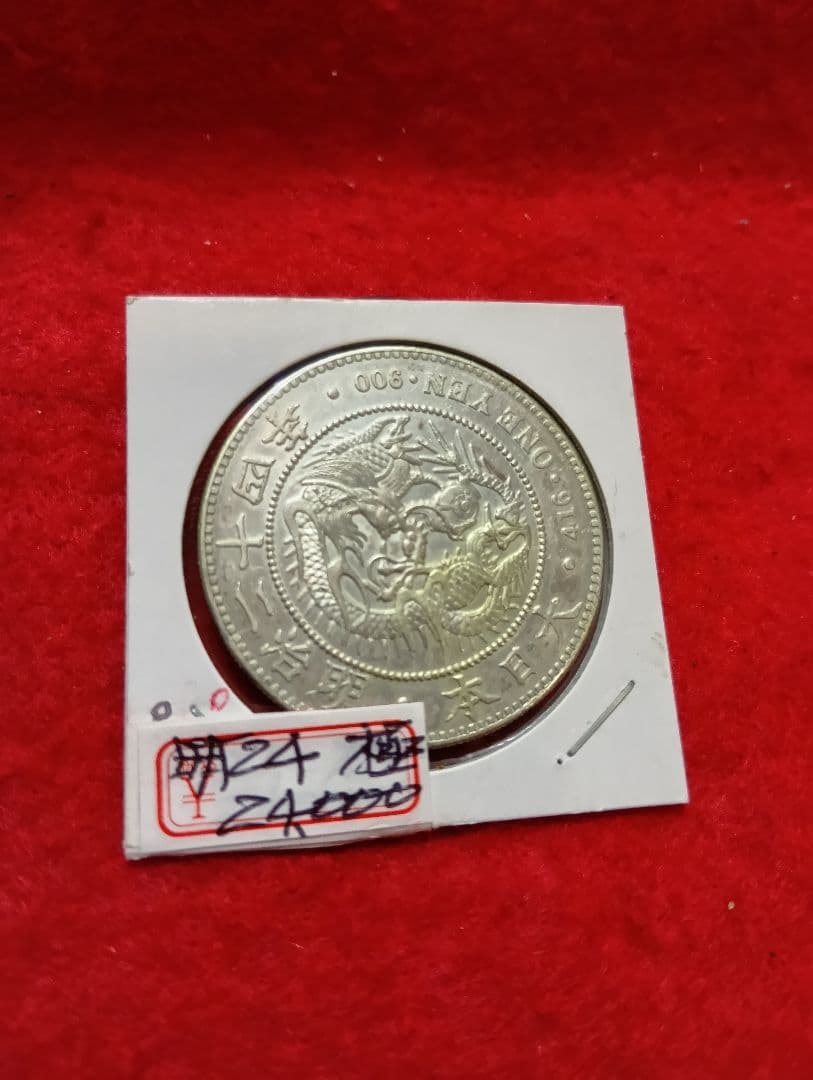 大日本・明治二十四年・
416・ONE YEN・900・
明24 極
¥ 24000